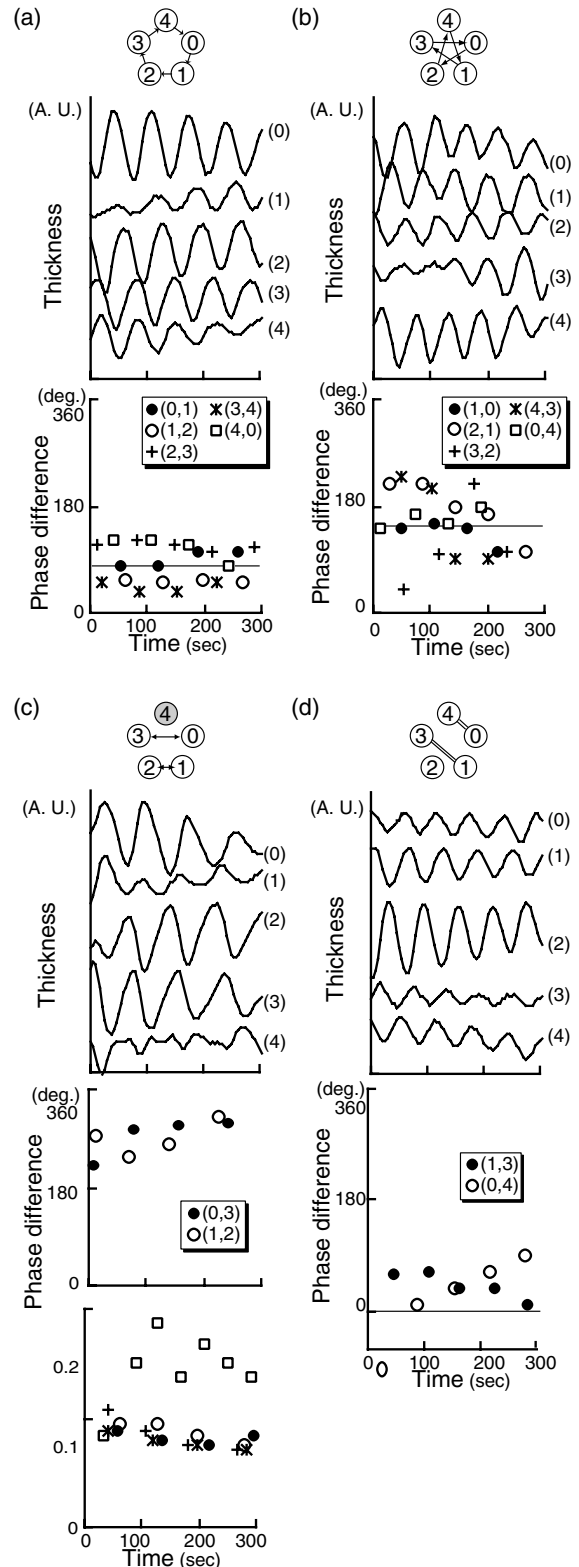 (a)
4
3 0
2 1
(A. U.)
Thickness
(0)
(1)
(2)
(3)
(4)
(deg.)
360
180
0
Phase difference
(0,1) (3,4)
(1,2) (4,0)
(2,3)
0 100 200 300
Time (sec)
(b)
4
3 0
2 1
(A. U.)
Thickness
(0)
(1)
(2)
(3)
(4)
(deg.)
360
180
0
Phase difference
(1,0) (4,3)
(2,1) (0,4)
(3,2)
0 100 200 300
Time (sec)
(c)
4
3 0
2 1
(A. U.)
Thickness
(0)
(1)
(2)
(3)
(4)
(deg.)
360
180
0
Phase difference
(0,3)
(1,2)
0.2
0.1
0
0 100 200 300
Time (sec)
(d)
4
3 0
2 1
(A. U.)
Thickness
(0)
(1)
(2)
(3)
(4)
(deg.)
360
180
0
Phase difference
(1,3)
(0,4)
0 100 200 300
Time (sec)